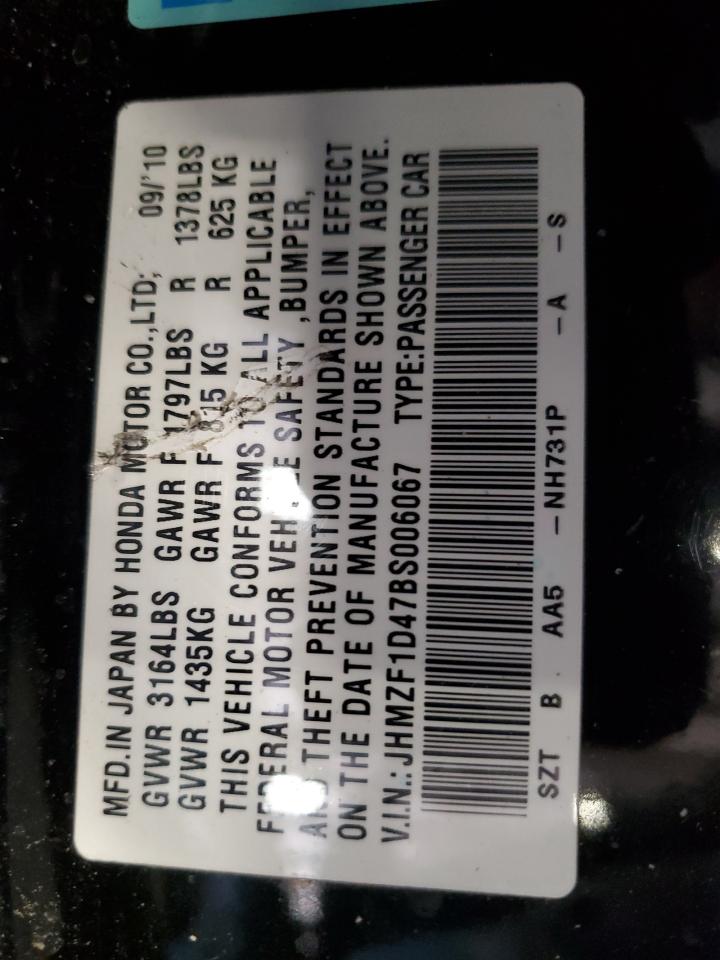 MFD.IN JAPAN BY HONDA MOTOR CO.,LTD; 09/'10
GVWR 3164LBS GAWR F 1797LBS R 1378LBS
GVWR 1435KG GAWR F 815 KG R 625 KG
THIS VEHICLE CONFORMS TO ALL APPLICABLE
FEDERAL MOTOR VEHICLE SAFETY ,BUMPER,
AND THEFT PREVENTION STANDARDS IN EFFECT
ON THE DATE OF MANUFACTURE SHOWN ABOVE.
V.I.N.: JHMZF1D47BS006067 TYPE:PASSENGER CAR
SZT B AA5 -NH731P -A -S